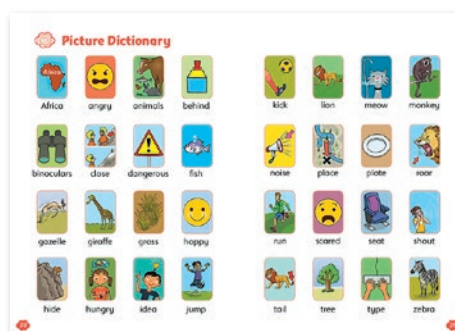 Picture Dictionary
Africa
Africa angry animals behind
binoculars close dangerous fish
gazelle giraffe grass happy
hide hungry idea jump
kick lion meow monkey
noise place plate roar
run scared seat shout
tail tree type zebra